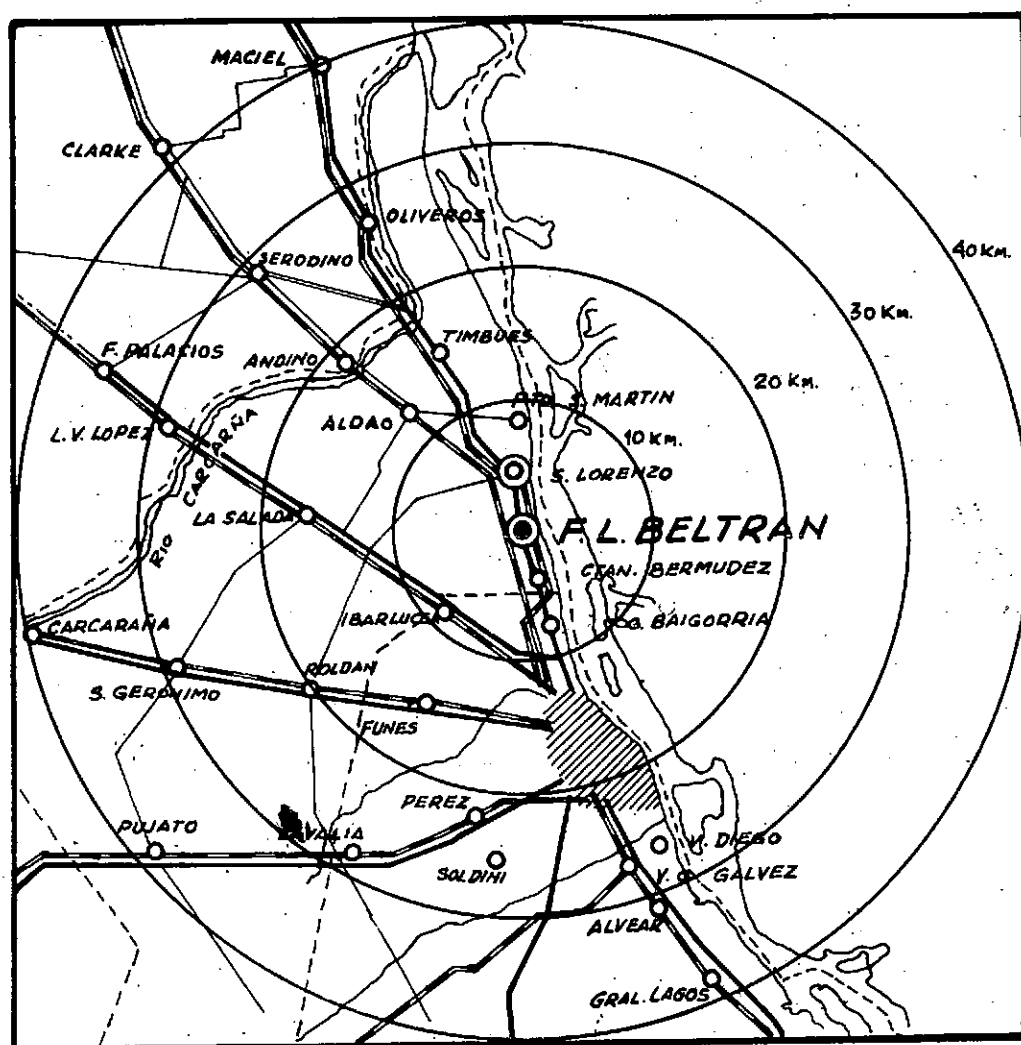 MACIEL
CLARKE
OLIVEROS
40 Km.
SERODINO
30 Km.
TIMBUES
F. PALACIOS
ANDINO
20 Km.
PTO. S. MARTIN
ALDAO
L.V. LOPEZ
10 Km.
S. LORENZO
RIO CARCARAÑA
LA SALADA
F. L. BELTRAN
CTAN. BERMUDEZ
IBARLUCEA
G. BAIGORRIA
CARCARAÑA
ROLDAN
S. GERONIMO
FUNES
PEREZ
PUJATO
ZAVALIA
V. DIEGO
SOLDINI
V. G. GALVEZ
ALVEAR
GRAL. LAGOS